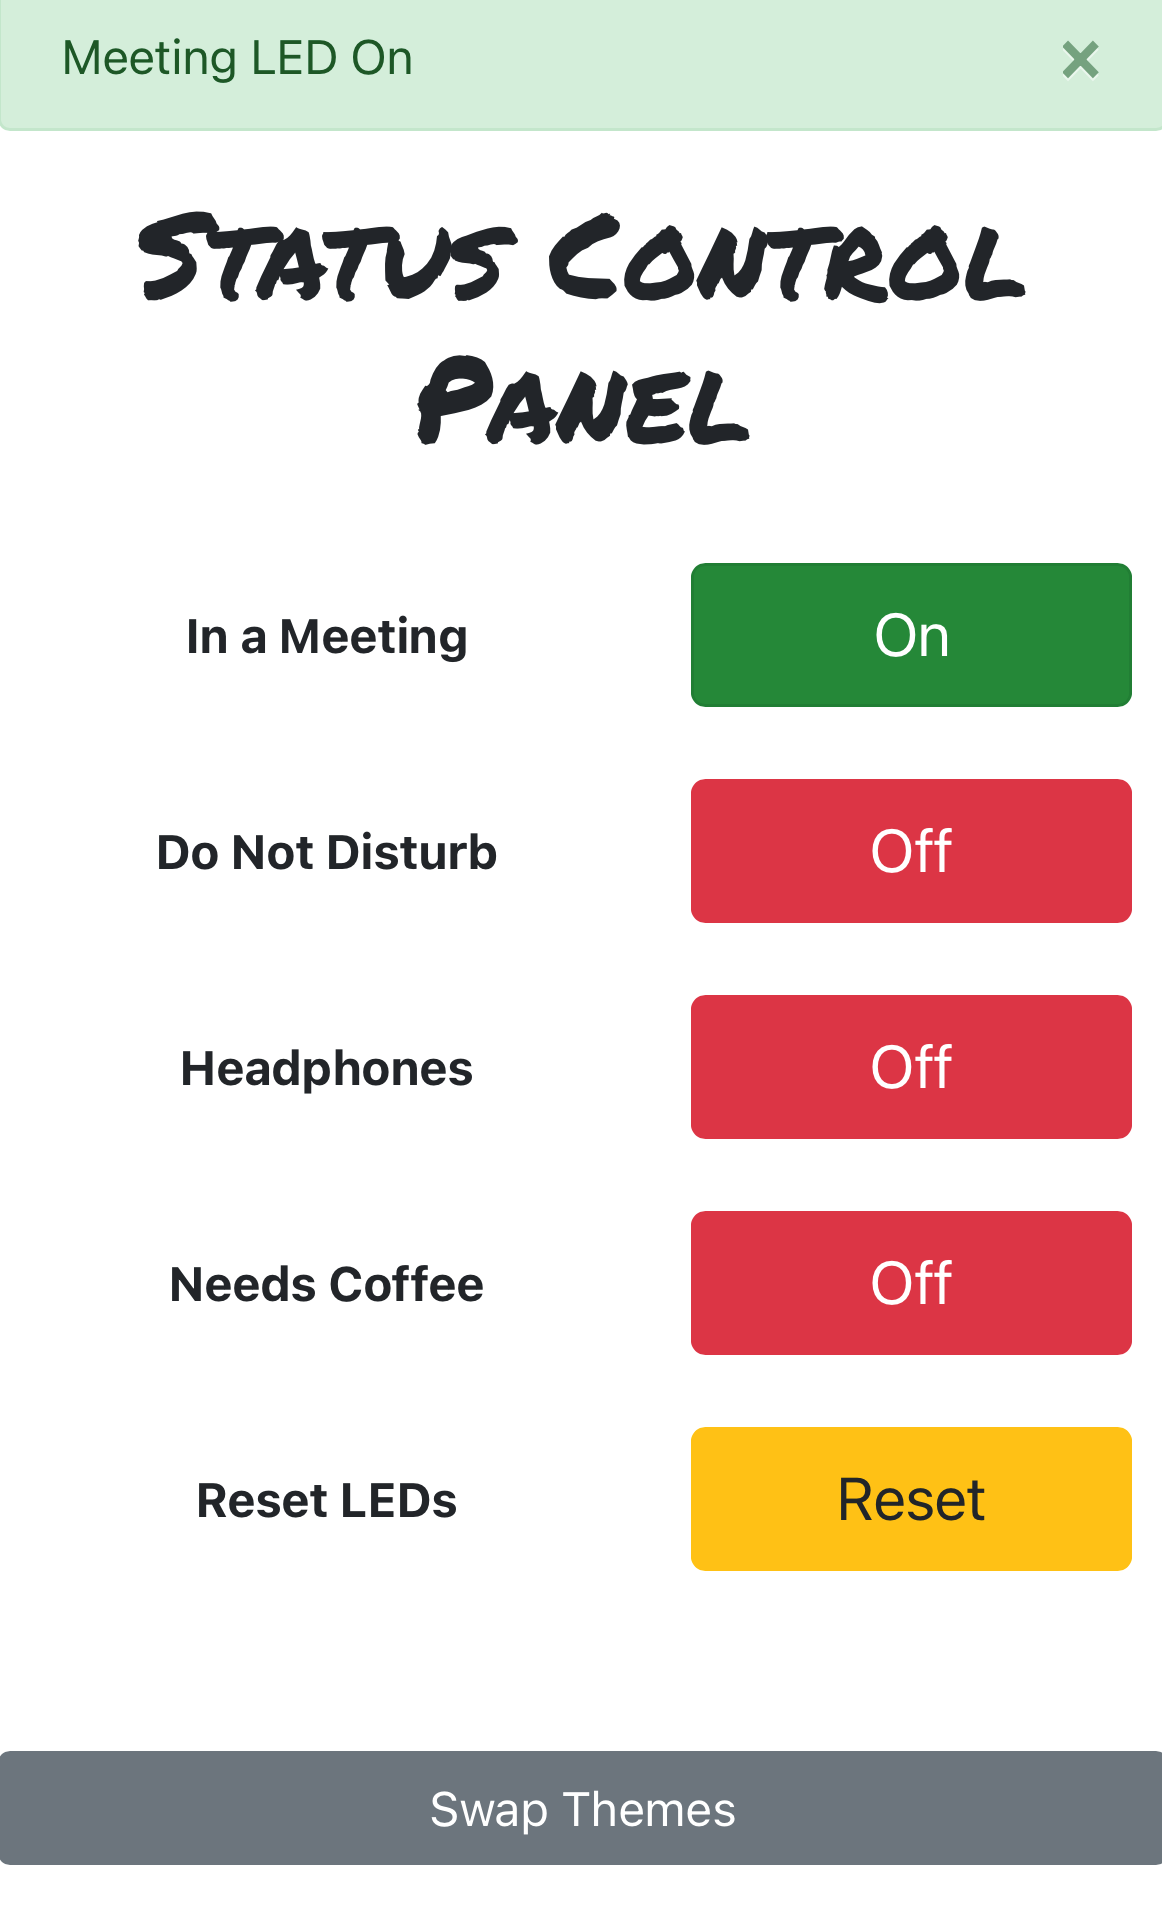 Meeting LED On ×
Status Control
Panel
In a Meeting On
Do Not Disturb Off
Headphones Off
Needs Coffee Off
Reset LEDs Reset
Swap Themes